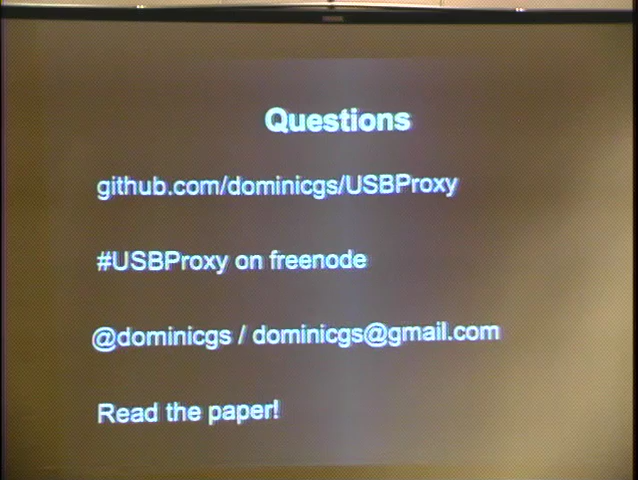 Questions
github.com/dominicgs/USBProxy
#USBProxy on freenode
@dominicgs / dominicgs@gmail.com
Read the paper!